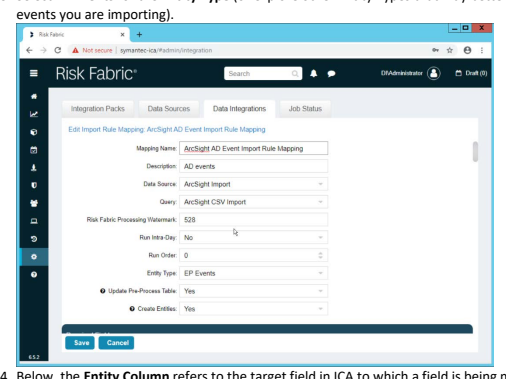 events you are importing).
Risk Fabric
Not secure | symantec-ica/#admin/integration
Risk Fabric®
Search
DI\Administrator
Draft (0)
Integration Packs
Data Sources
Data Integrations
Job Status
Edit Import Rule Mapping: ArcSight AD Event Import Rule Mapping
Mapping Name: ArcSight AD Event Import Rule Mapping
Description: AD events
Data Source: ArcSight Import
Query: ArcSight CSV Import
Risk Fabric Processing Watermark: 528
Run Intra-Day: No
Run Order: 0
Entity Type: EP Events
Update Pre-Process Table: Yes
Create Entities: Yes
Save
Cancel
6.5.2
4. Below, the Entity Column refers to the target field in ICA to which a field is being